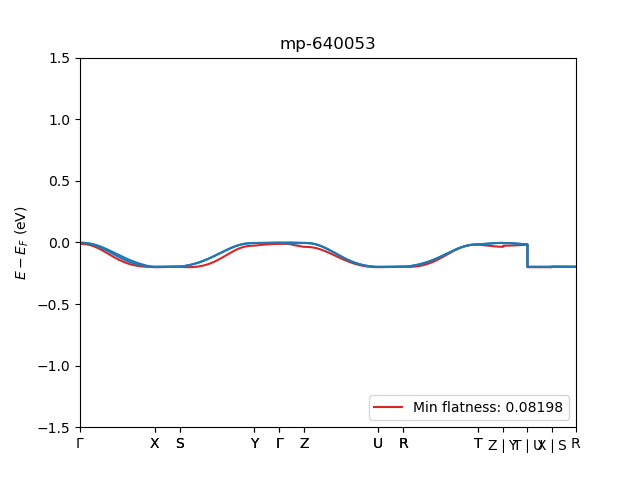 mp-640053
E − E_F (eV)
1.5
1.0
0.5
0.0
−0.5
−1.0
−1.5
Min flatness: 0.08198
Γ X S Y Γ Z U R T Z | Y T | U X | S R